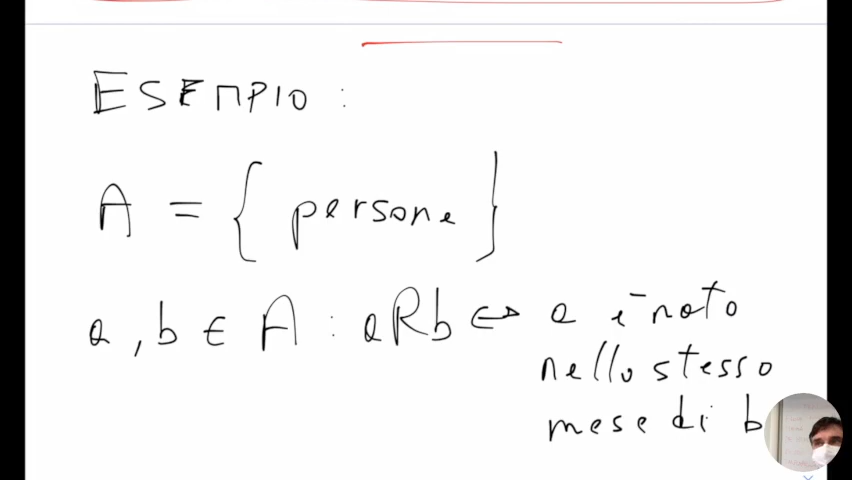 ESEMPIO :
A = { persone }
a, b ∈ A : aRb ⇔ a è nato
nello stesso
mese di b